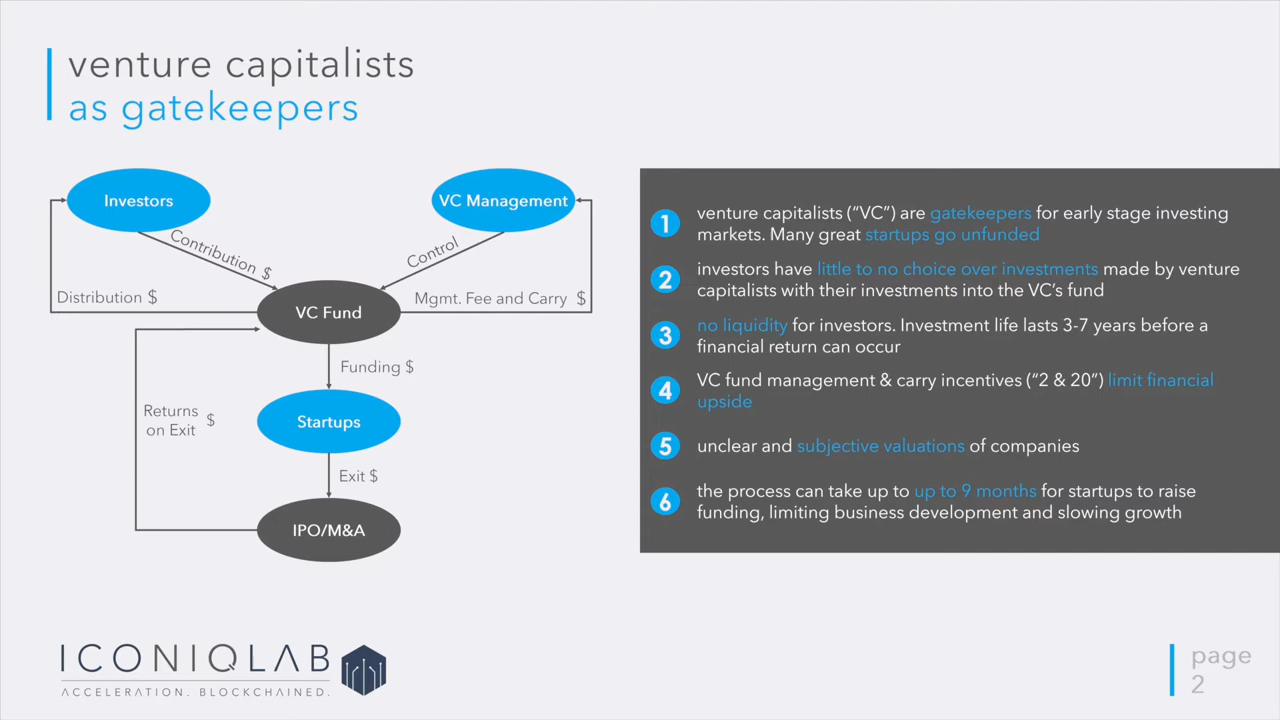 venture capitalists
as gatekeepers
Investors
VC Management
Contribution $
Control
Distribution $
Mgmt. Fee and Carry $
VC Fund
Funding $
Returns
on Exit $
Startups
Exit $
IPO/M&A
1
venture capitalists (“VC”) are gatekeepers for early stage investing
markets. Many great startups go unfunded
2
investors have little to no choice over investments made by venture
capitalists with their investments into the VC’s fund
3
no liquidity for investors. Investment life lasts 3-7 years before a
financial return can occur
4
VC fund management & carry incentives (“2 & 20”) limit financial
upside
5
unclear and subjective valuations of companies
6
the process can take up to up to 9 months for startups to raise
funding, limiting business development and slowing growth
ICONIQLAB
ACCELERATION. BLOCKCHAINED.
page
2